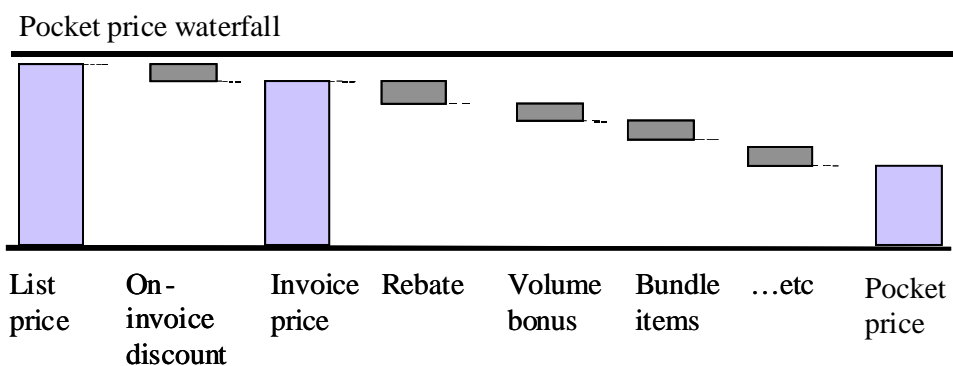 Pocket price waterfall
List
price
On-
invoice
discount
Invoice
price
Rebate
Volume
bonus
Bundle
items
…etc
Pocket
price